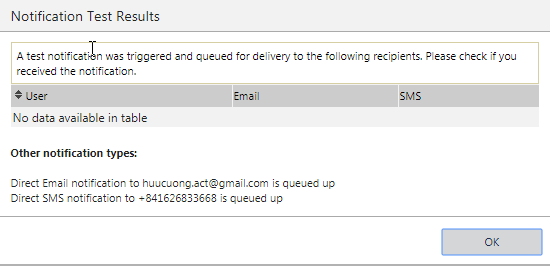 Notification Test Results
A test notification was triggered and queued for delivery to the following recipients. Please check if you
received the notification.
User Email SMS
No data available in table
Other notification types:
Direct Email notification to huucuong.act@gmail.com is queued up
Direct SMS notification to +841626833668 is queued up
OK